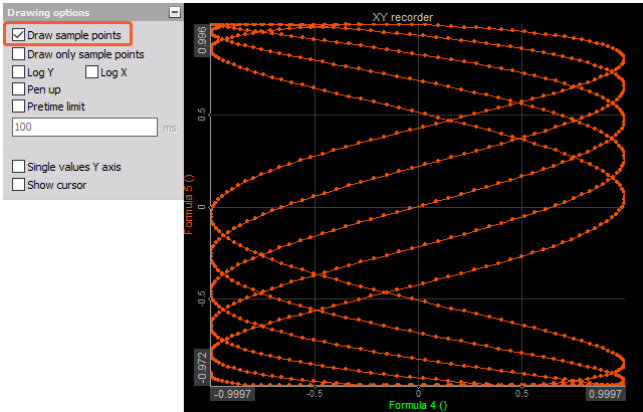 Drawing options
Draw sample points
Draw only sample points
Log Y Log X
Pen up
Pretime limit
100 ms
Single values Y axis
Show cursor
XY recorder
0.996
0.5
0
-0.5
-0.972
Formula 5 ()
-0.9997 -0.5 0 0.5 0.9997
Formula 4 ()